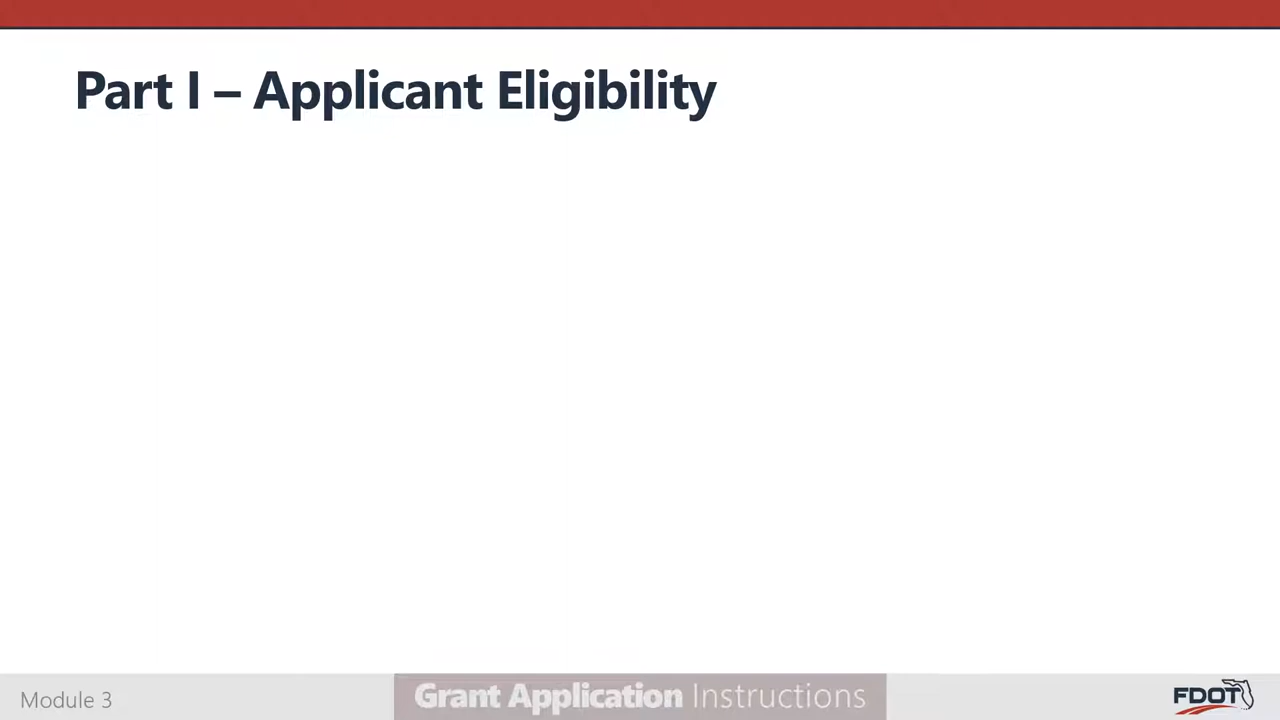 Part I – Applicant Eligibility
Module 3
Grant Application Instructions
FDOT